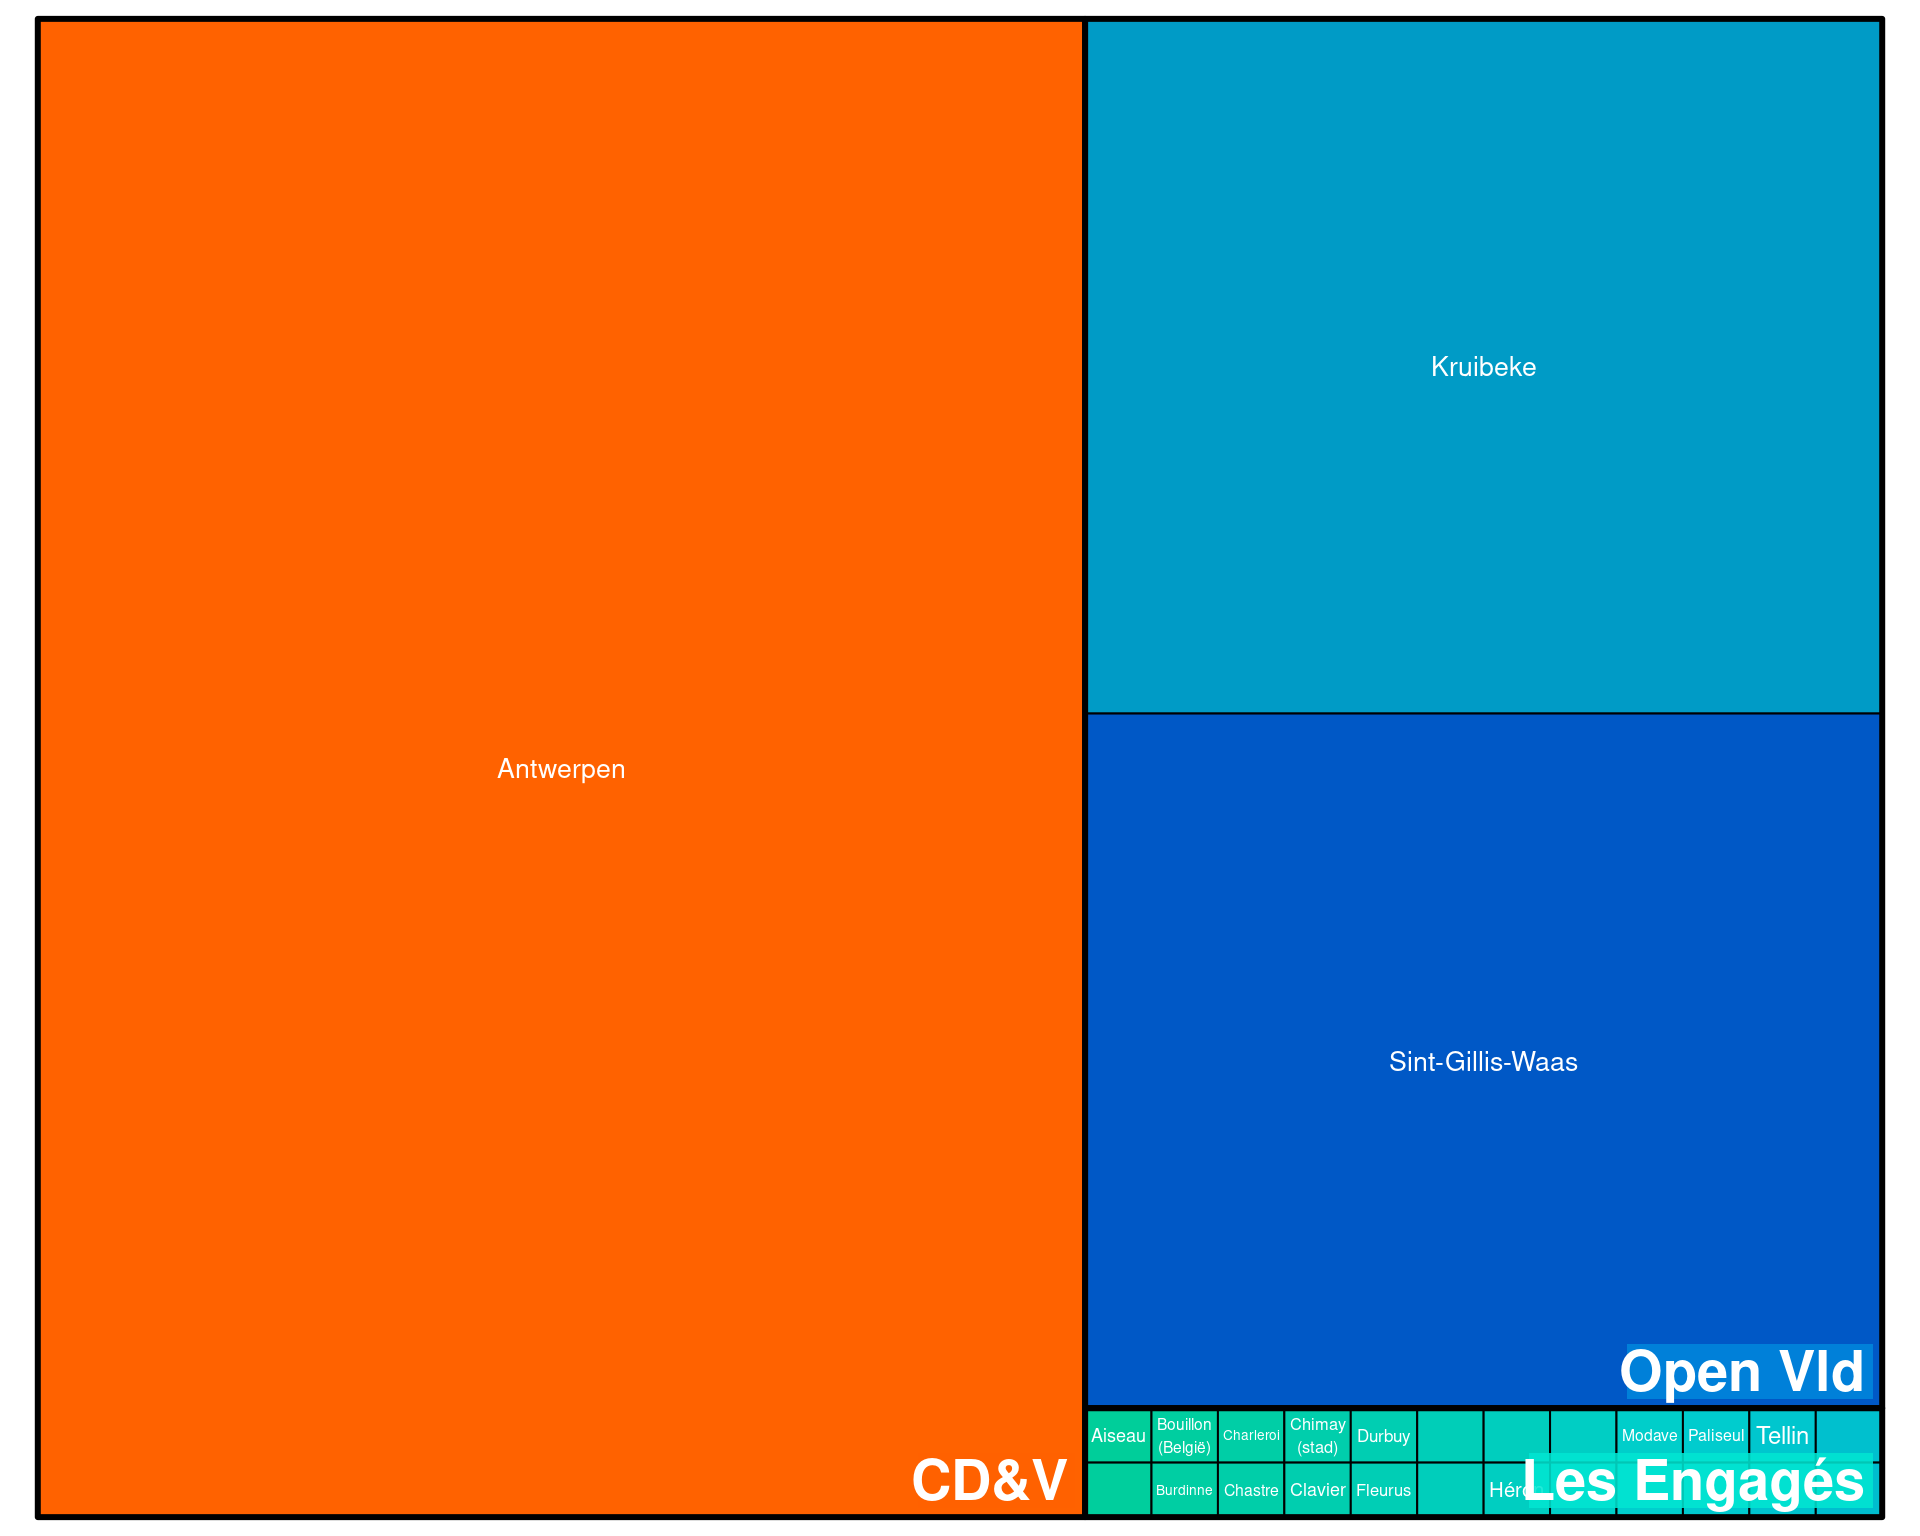 Kruibeke
Antwerpen
Sint-Gillis-Waas
Open Vld
Aiseau
Bouillon
(België)
Charleroi
Chimay
(stad)
Durbuy
Modave
Paliseul
Tellin
CD&V
Burdinne
Chastre
Clavier
Fleurus
Les Engagés